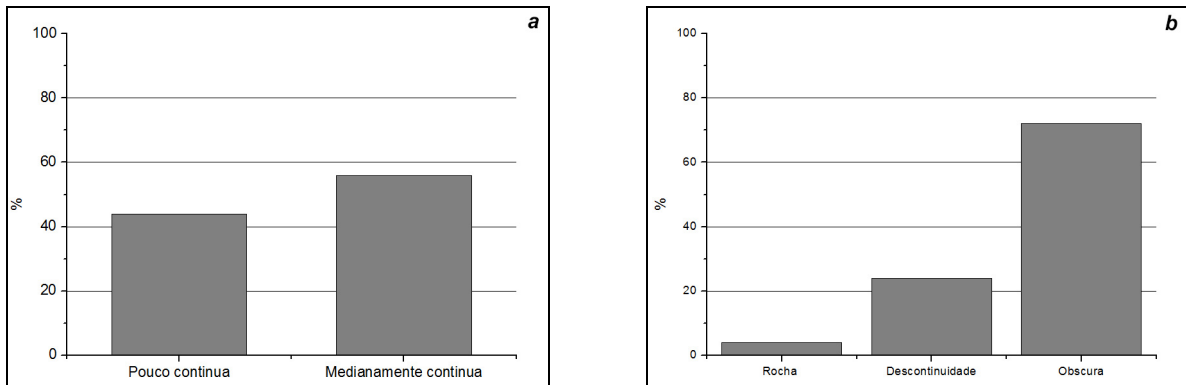 a
100
80
60
40
20
0
%
Pouco continua
Medianamente continua
b
100
80
60
40
20
0
%
Rocha
Descontinuidade
Obscura